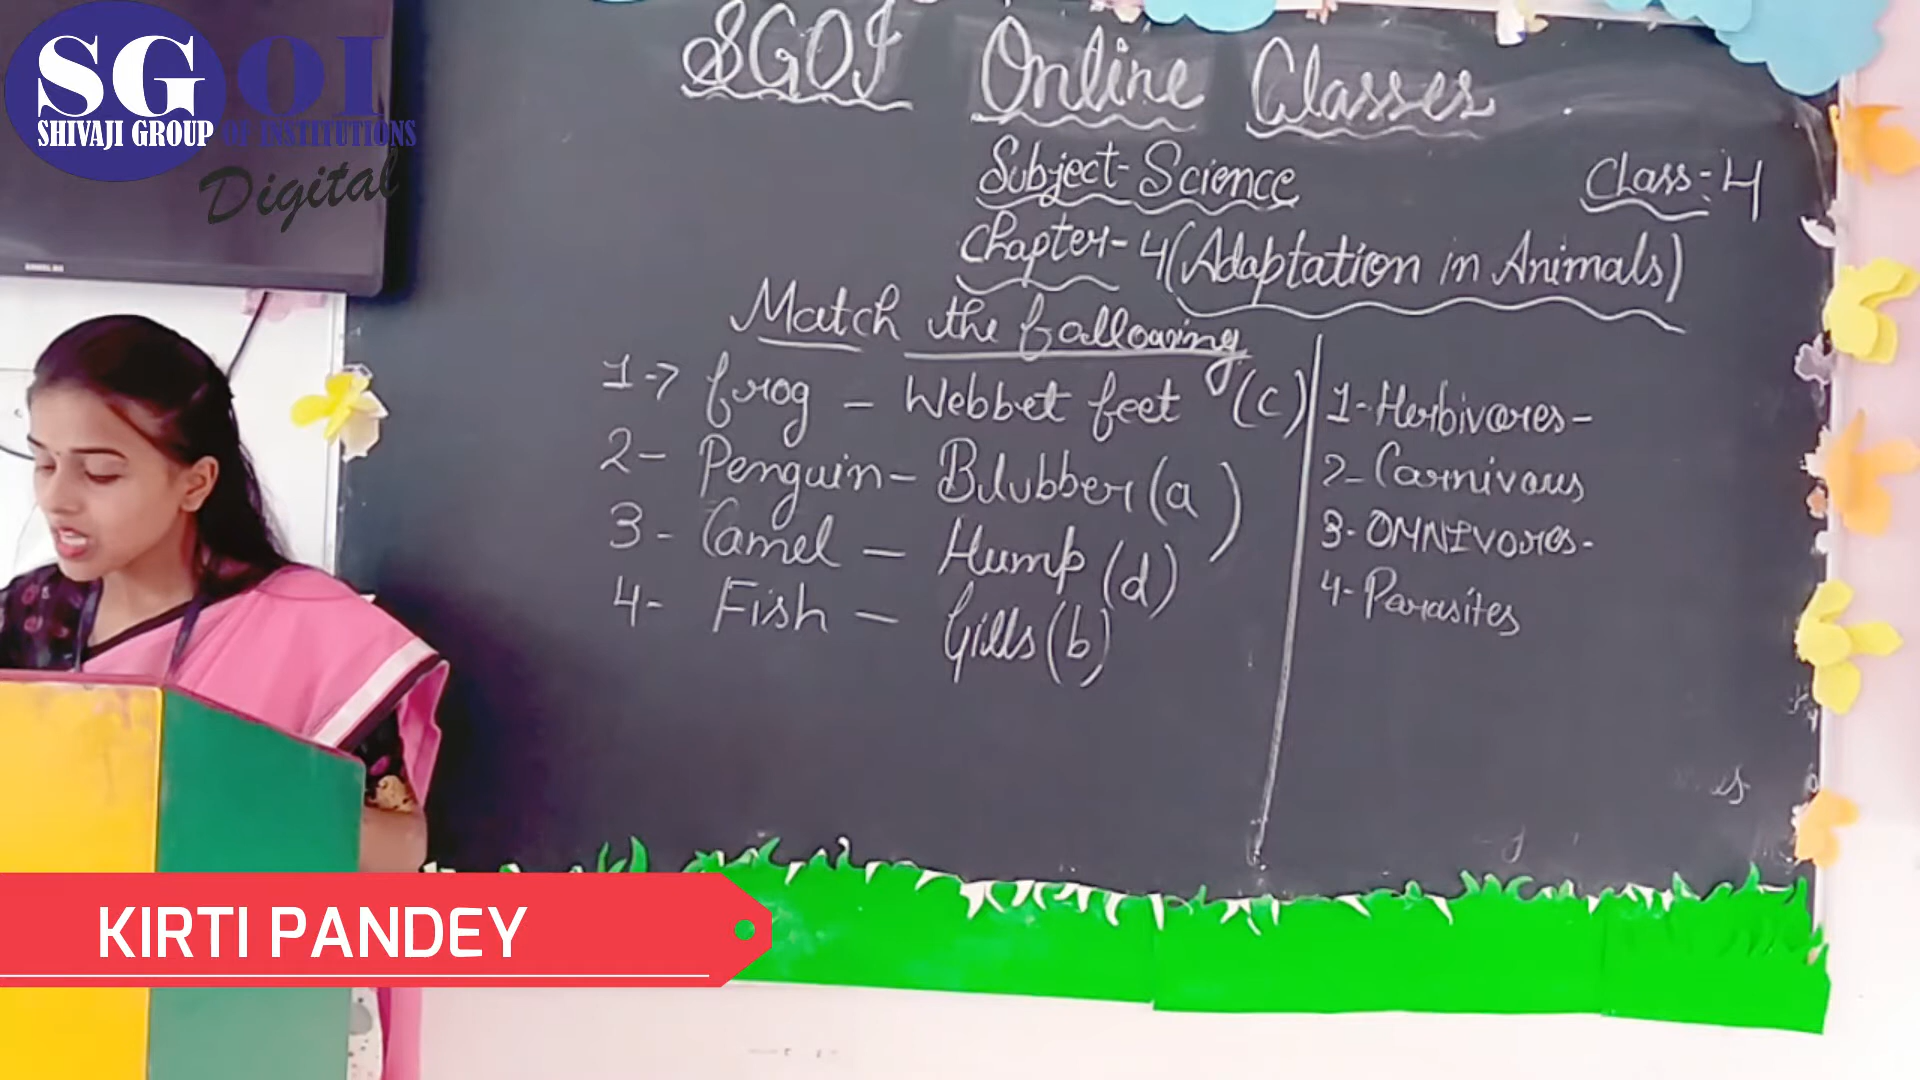 SGOI
SHIVAJI GROUP OF INSTITUTIONS
Digital
SGOI Online Classes
Subject-Science
Class:-4
Chapter-4(Adaptation in Animals)
Match the following
1-> frog - Webbet feet (c)
2- Penguin- Blubber (a)
3- Camel - Hump (d)
4- Fish - Gills (b)
1-Herbivores-
2-Carnivours
3-OMNIVores-
4-Parasites
KIRTI PANDEY